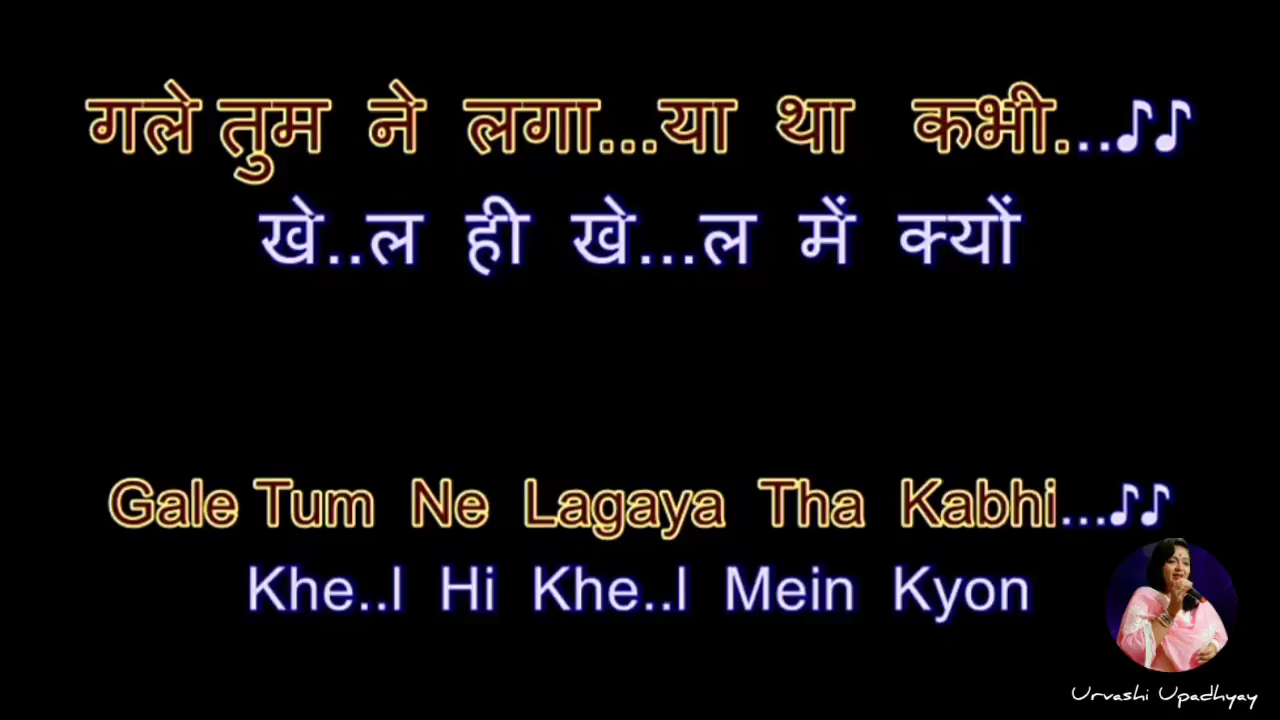 गले तुम ने लगा...या था कभी....♪♪
खे..ल ही खे...ल में क्यों
Gale Tum Ne Lagaya Tha Kabhi...♪♪
Khe..l Hi Khe..l Mein Kyon
Urvashi Upadhyay